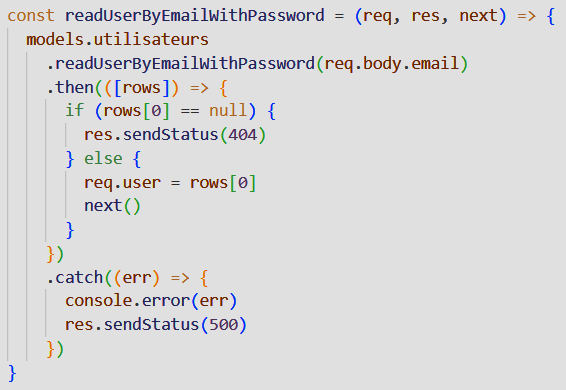 const readUserByEmailWithPassword = (req, res, next) => {
  models.utilisateurs
    .readUserByEmailWithPassword(req.body.email)
    .then(([rows]) => {
      if (rows[0] == null) {
        res.sendStatus(404)
      } else {
        req.user = rows[0]
        next()
      }
    })
    .catch((err) => {
      console.error(err)
      res.sendStatus(500)
    })
}